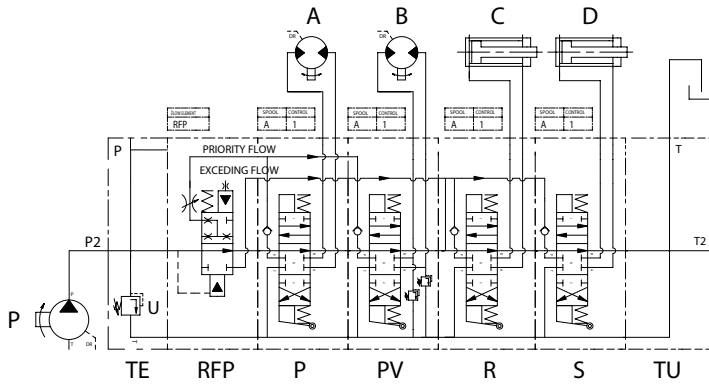 A B C D
DR DR
FLOW ELEMENT
RFP
SPOOL CONTROL
A 1
SPOOL CONTROL
A 1
SPOOL CONTROL
A 1
SPOOL CONTROL
A 1
P
PRIORITY FLOW
T
EXCEDING FLOW
P2
T2
P
P
U
T
DR
T
TE RFP P PV R S TU